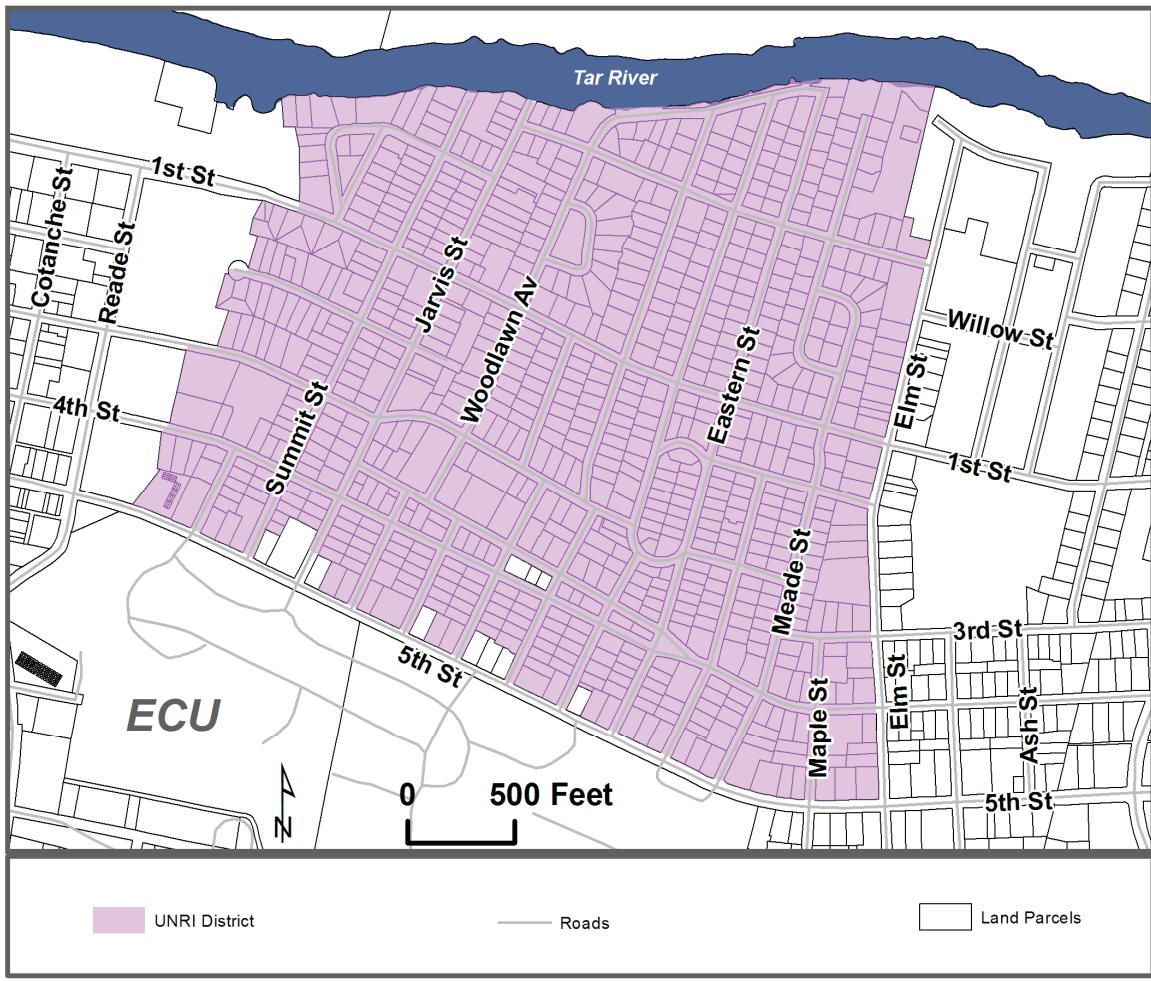 Tar River
1st St
Cotanche St
Reade St
Jarvis St
Woodlawn Av
Willow St
Eastern St
Elm St
4th St
Summit St
1st St
Meade St
3rd St
5th St
Elm St
Maple St
Ash St
ECU
0 500 Feet
N
5th St
UNRI District
Roads
Land Parcels